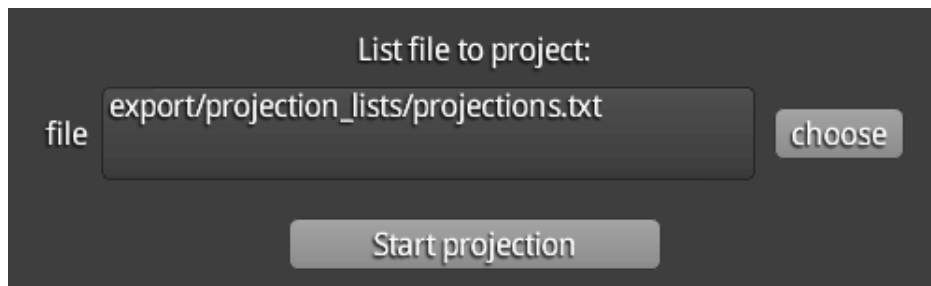 List file to project:
file export/projection_lists/projections.txt choose
Start projection